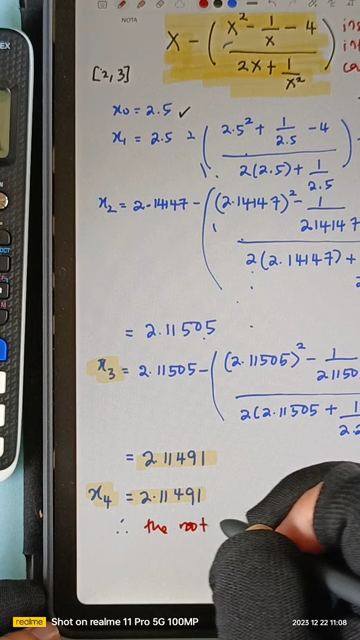 NOTA
x - ( (x² - 1/x - 4) / (2x + 1/x²) )
[2,3]
x₀ = 2.5 ✓
x₁ = 2.5 - ( (2.5² + 1/2.5 - 4) / (2(2.5) + 1/2.5
x₂ = 2.14147 - ( (2.14147)² - 1/2.14147 / 2(2.14147) +
= 2.11505
x₃ = 2.11505 - ( (2.11505)² - 1/2.1150 / 2(2.11505 + 1/2.2
= 2.11491
x₄ = 2.11491
∴ the root
realme Shot on realme 11 Pro 5G 100MP
2023 12 22 11:08